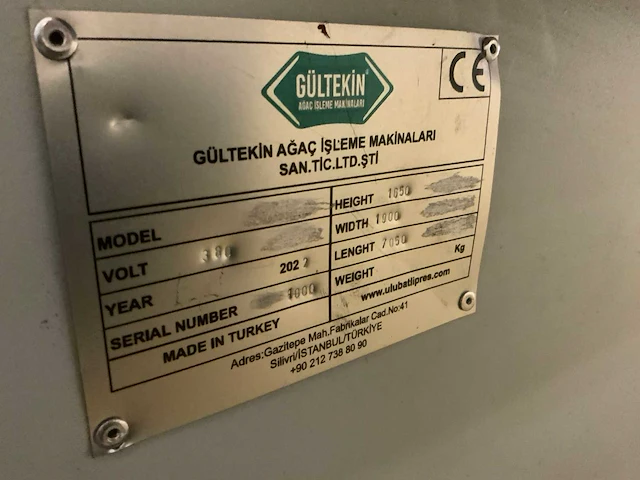 GÜLTEKİN
AĞAÇ İŞLEME MAKİNALARI
CE
GÜLTEKİN AĞAÇ İŞLEME MAKİNALARI
SAN.TİC.LTD.ŞTİ
MODEL
VOLT 380
YEAR 2022
SERIAL NUMBER 1000
MADE IN TURKEY
HEIGHT 1650
WIDTH 1900
LENGHT 7050
WEIGHT Kg
www.ulubatlipres.com
Adres:Gazitepe Mah.Fabrikalar Cad.No:41
Silivri/İSTANBUL/TÜRKİYE
+90 212 738 80 90